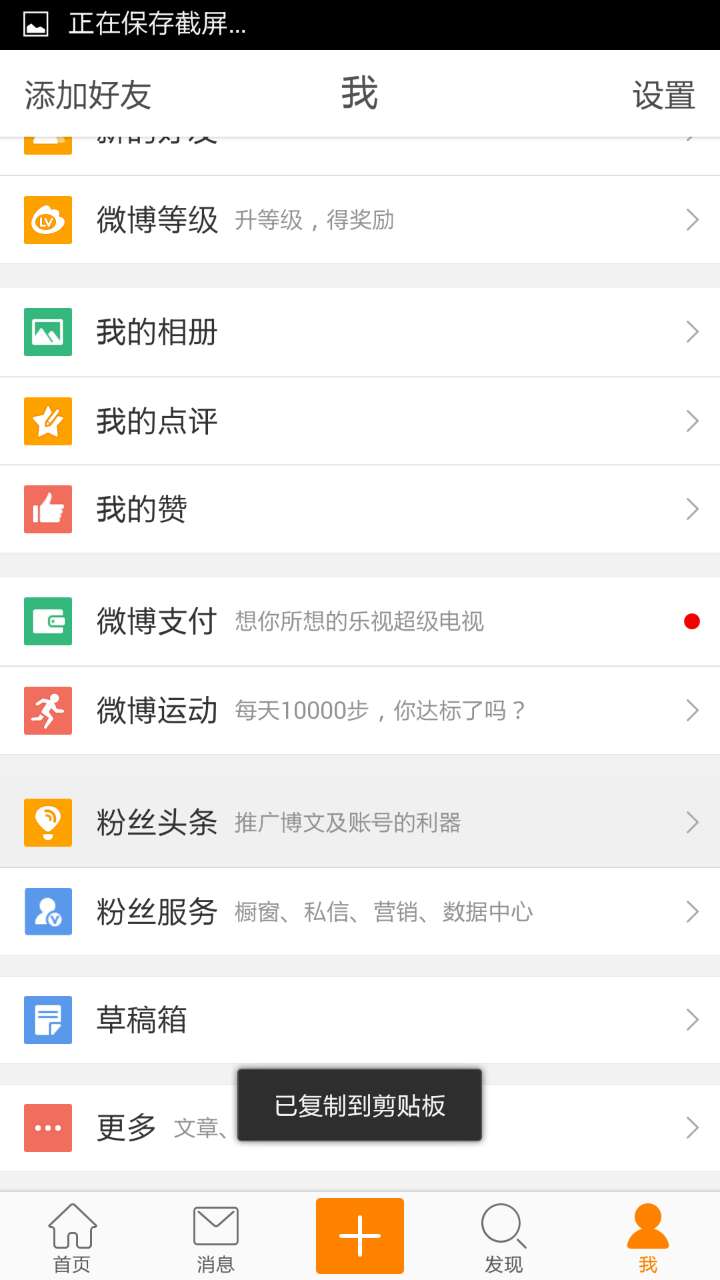 正在保存截屏...
添加好友 我 设置
新的好友
微博等级 升等级，得奖励
LV
我的相册
我的点评
我的赞
微博支付 想你所想的乐视超级电视
微博运动 每天10000步，你达标了吗？
粉丝头条 推广博文及账号的利器
粉丝服务 橱窗、私信、营销、数据中心
V
草稿箱
已复制到剪贴板
更多 文章、
首页 消息 发现 我